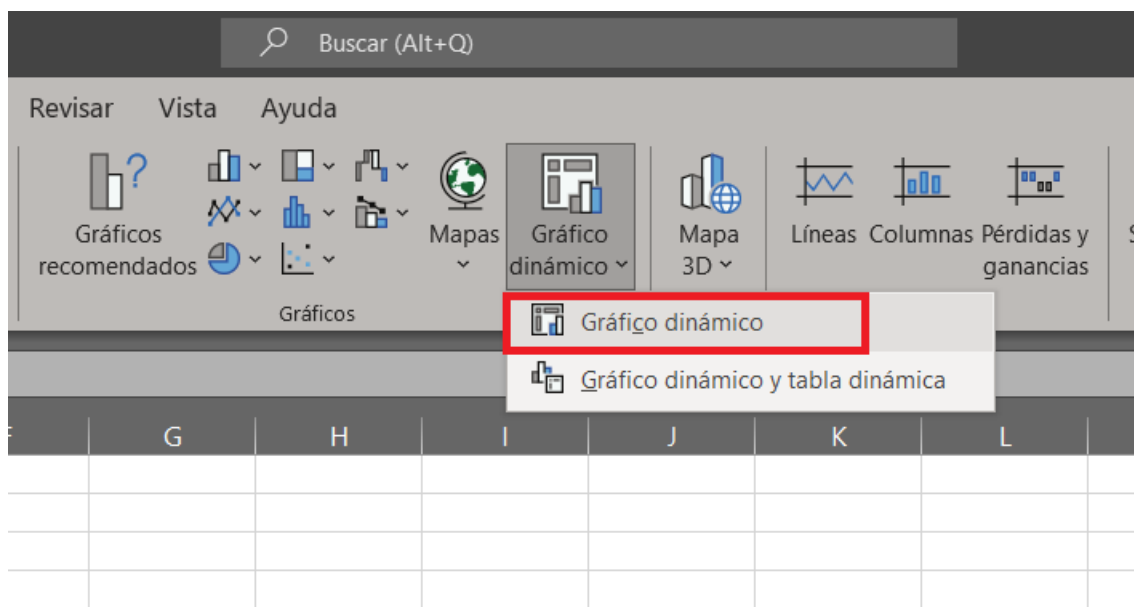 Buscar (Alt+Q)
Revisar Vista Ayuda
Gráficos
recomendados
Mapas
Gráfico
dinámico
Mapa
3D
Líneas
Columnas
Pérdidas y
ganancias
Gráficos
Gráfico dinámico
Gráfico dinámico y tabla dinámica
G H I J K L